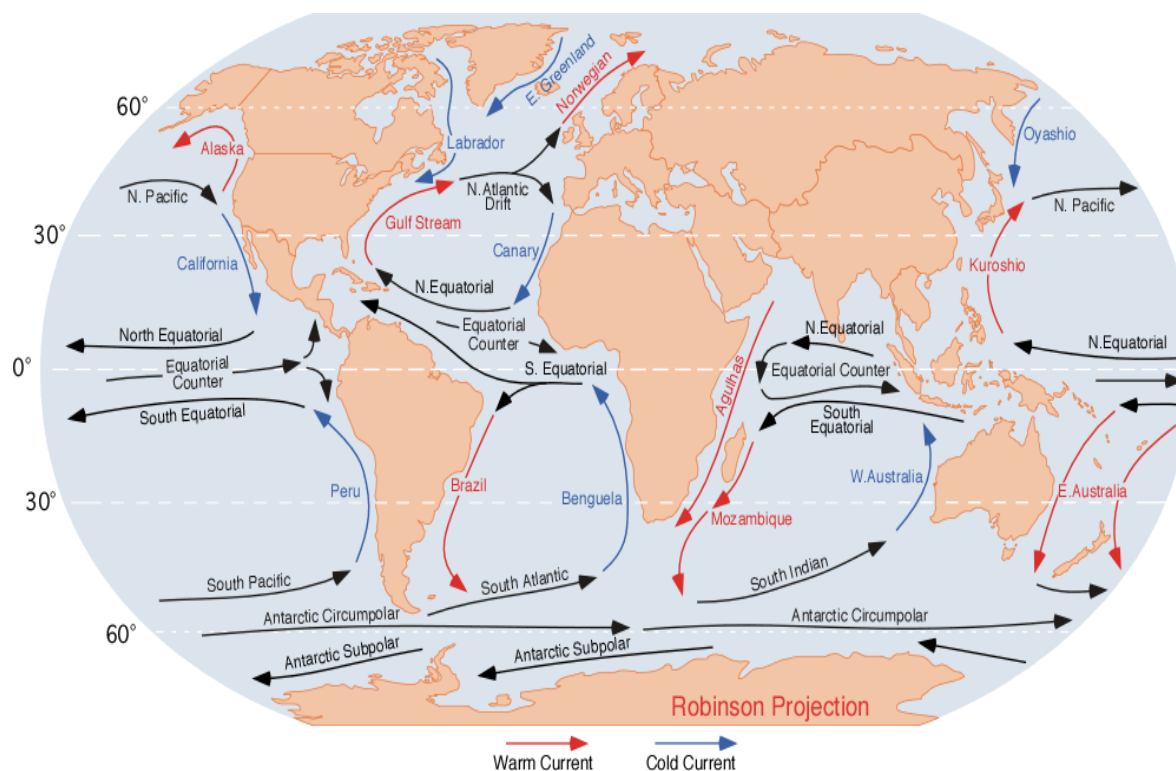 E. Greenland
Norwegian
60°
Alaska
Labrador
Oyashio
N. Pacific
N.Atlantic
Drift
N. Pacific
Gulf Stream
30°
California
Canary
Kuroshio
N.Equatorial
North Equatorial
Equatorial
Counter
N.Equatorial
N.Equatorial
0°
Equatorial
Counter
S. Equatorial
Equatorial Counter
Agulhas
South Equatorial
South
Equatorial
30°
Peru
Brazil
Benguela
Mozambique
W.Australia
E.Australia
South Pacific
South Atlantic
South Indian
Antarctic Circumpolar
Antarctic Circumpolar
60°
Antarctic Subpolar
Antarctic Subpolar
Robinson Projection
Warm Current
Cold Current